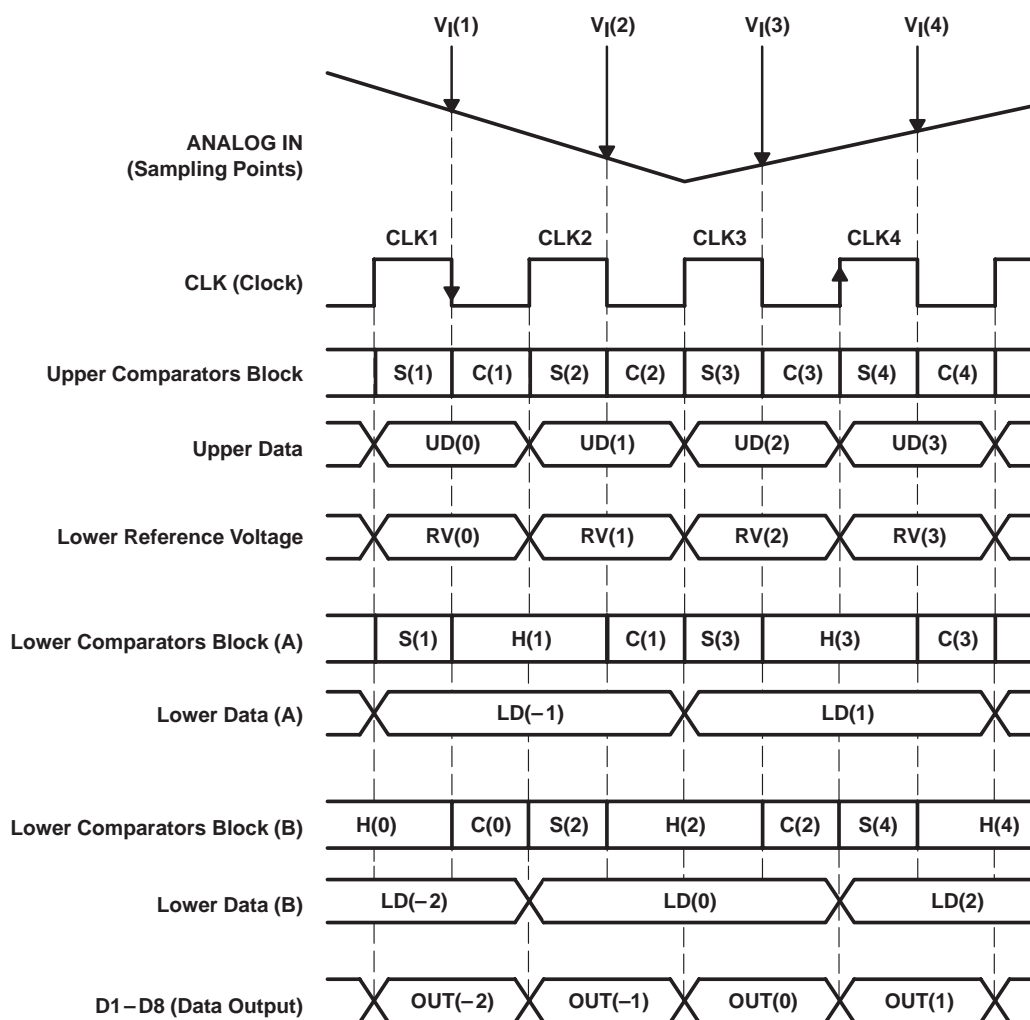 VI(1) VI(2) VI(3) VI(4)
ANALOG IN
(Sampling Points)
CLK1 CLK2 CLK3 CLK4
CLK (Clock)
Upper Comparators Block S(1) C(1) S(2) C(2) S(3) C(3) S(4) C(4)
Upper Data UD(0) UD(1) UD(2) UD(3)
Lower Reference Voltage RV(0) RV(1) RV(2) RV(3)
Lower Comparators Block (A) S(1) H(1) C(1) S(3) H(3) C(3)
Lower Data (A) LD(−1) LD(1)
Lower Comparators Block (B) H(0) C(0) S(2) H(2) C(2) S(4) H(4)
Lower Data (B) LD(−2) LD(0) LD(2)
D1−D8 (Data Output) OUT(−2) OUT(−1) OUT(0) OUT(1)